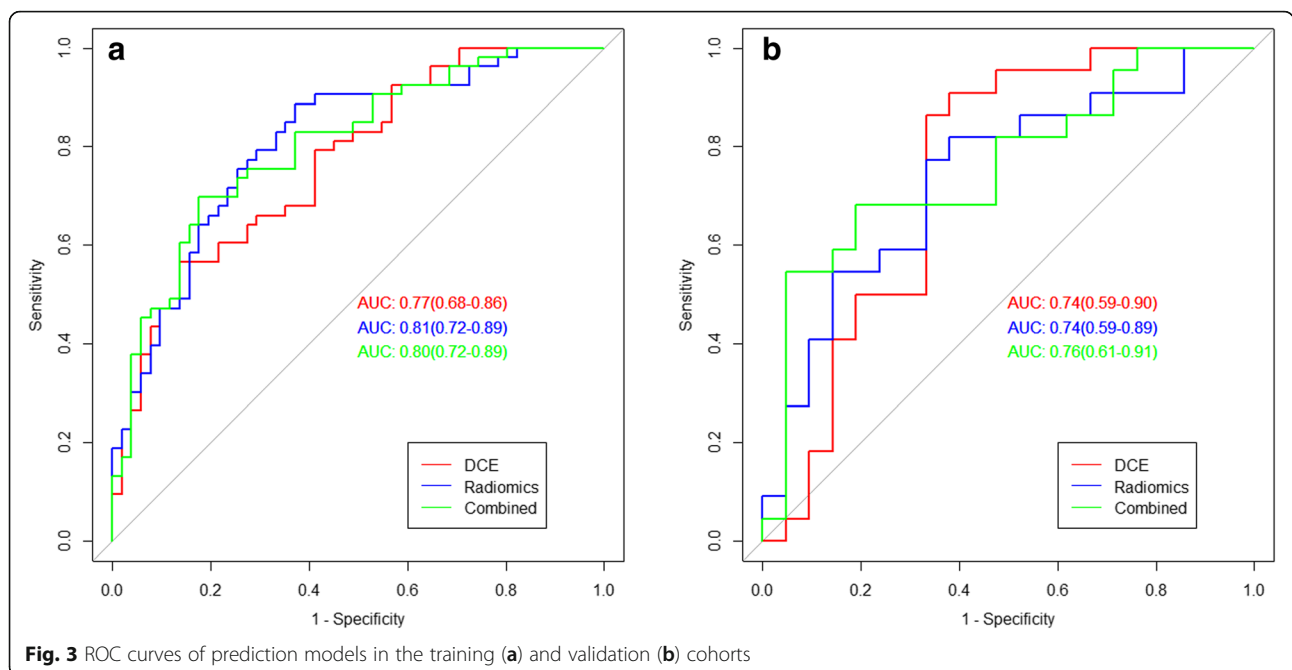 a
1.0
0.8
0.6
0.4
0.2
0.0
Sensitivity
AUC: 0.77(0.68-0.86)
AUC: 0.81(0.72-0.89)
AUC: 0.80(0.72-0.89)
DCE
Radiomics
Combined
0.0 0.2 0.4 0.6 0.8 1.0
1 - Specificity
b
1.0
0.8
0.6
0.4
0.2
0.0
Sensitivity
AUC: 0.74(0.59-0.90)
AUC: 0.74(0.59-0.89)
AUC: 0.76(0.61-0.91)
DCE
Radiomics
Combined
0.0 0.2 0.4 0.6 0.8 1.0
1 - Specificity
Fig. 3 ROC curves of prediction models in the training (a) and validation (b) cohorts